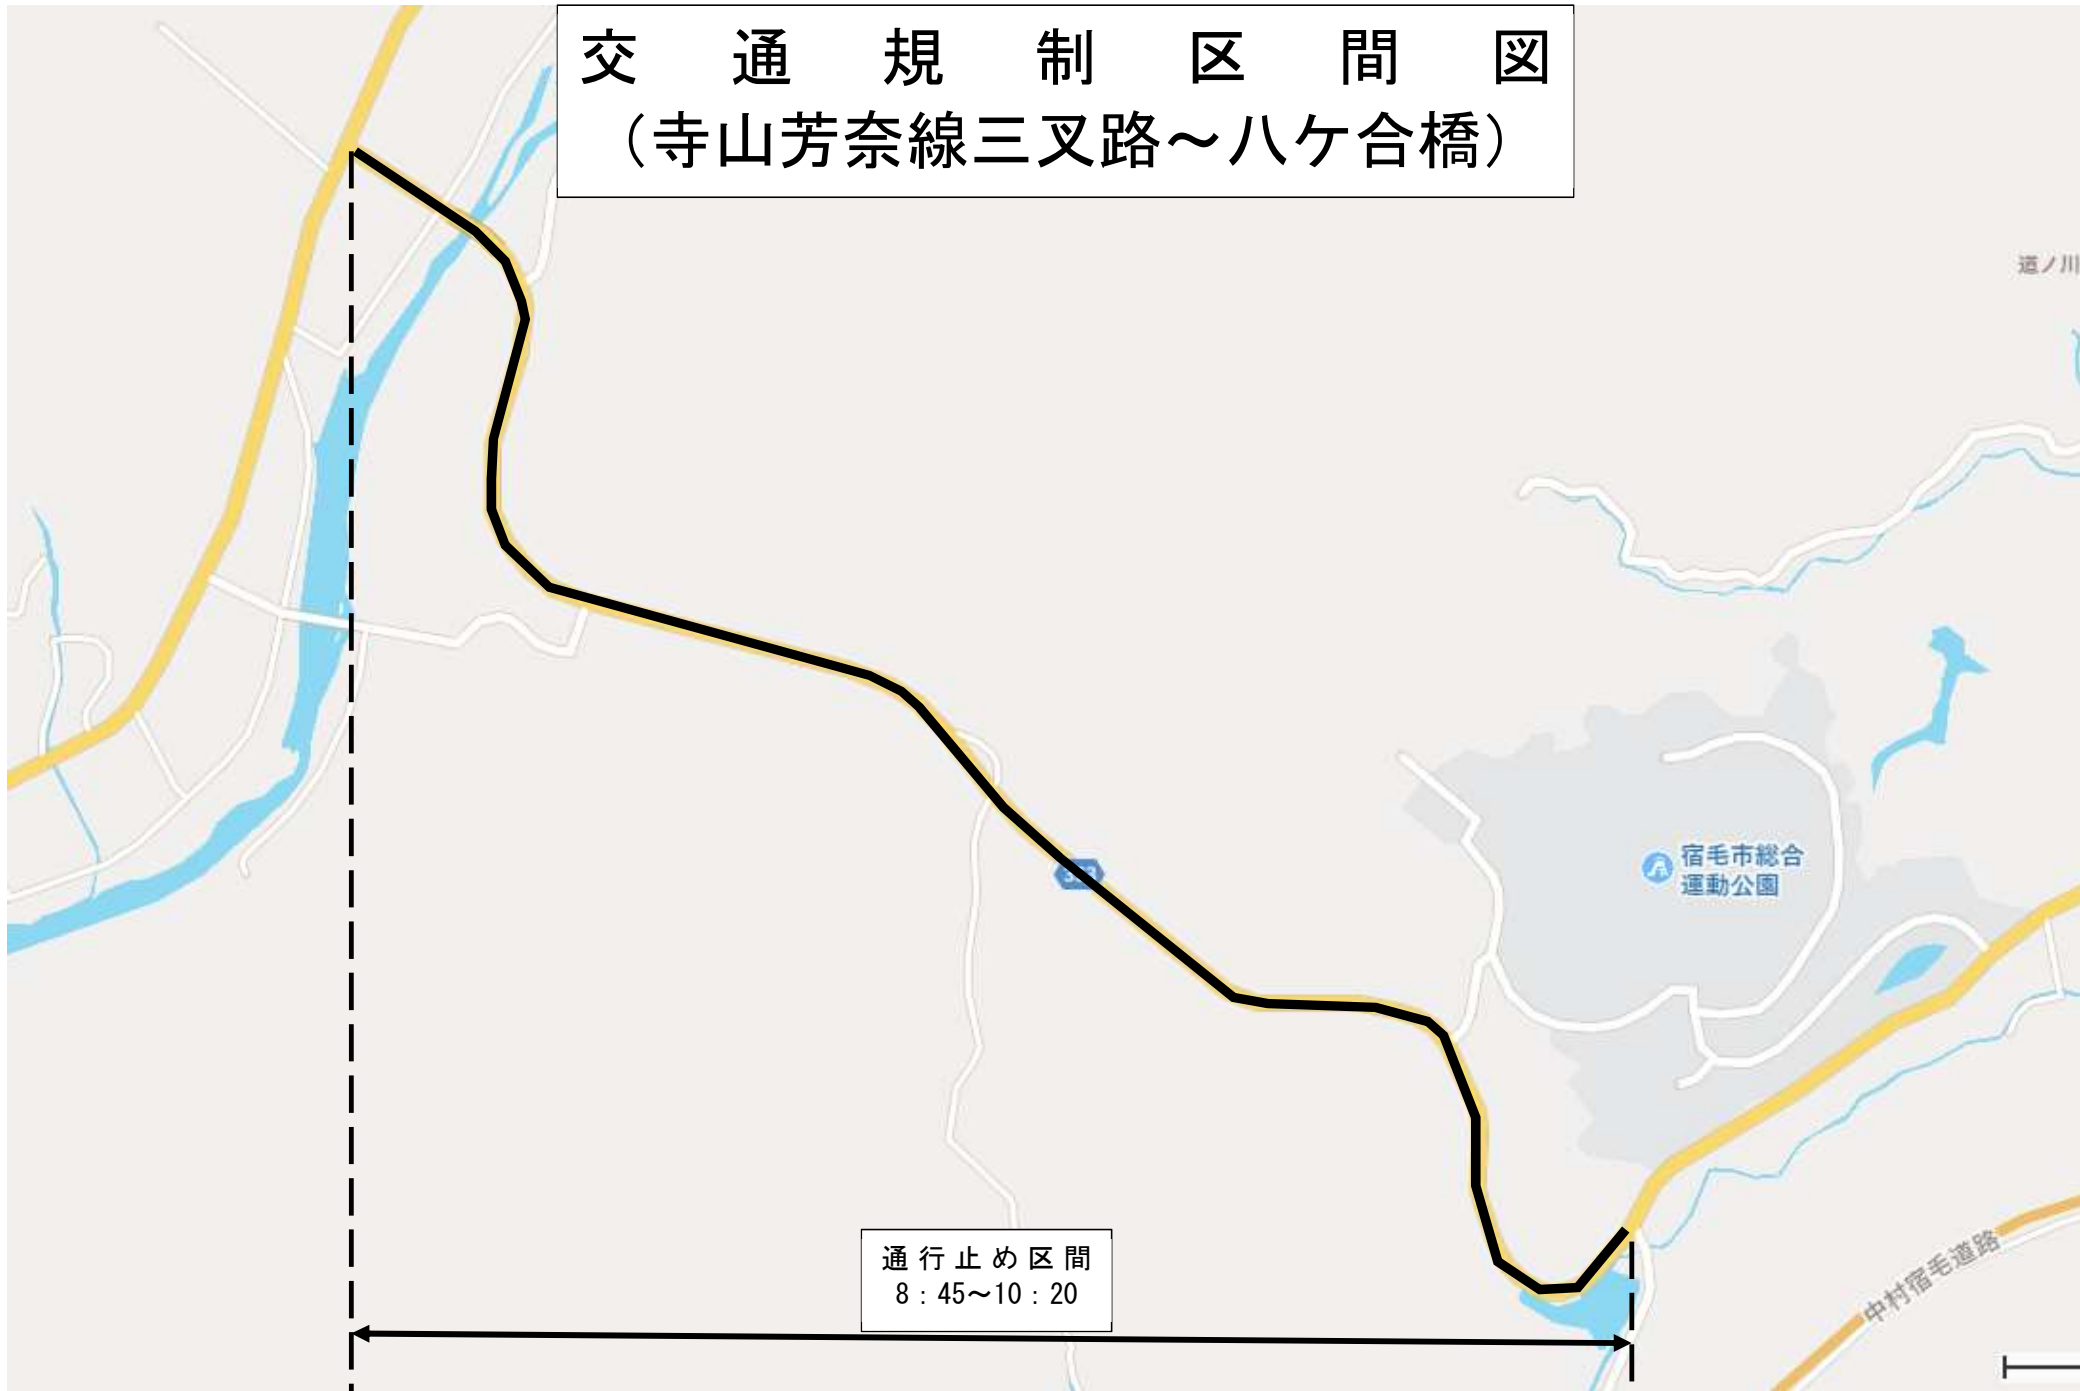 交通規制区間図
（寺山芳奈線三叉路～八ケ合橋）
道ノ川
宿毛市総合
運動公園
通行止め区間
8：45～10：20
中村宿毛道路